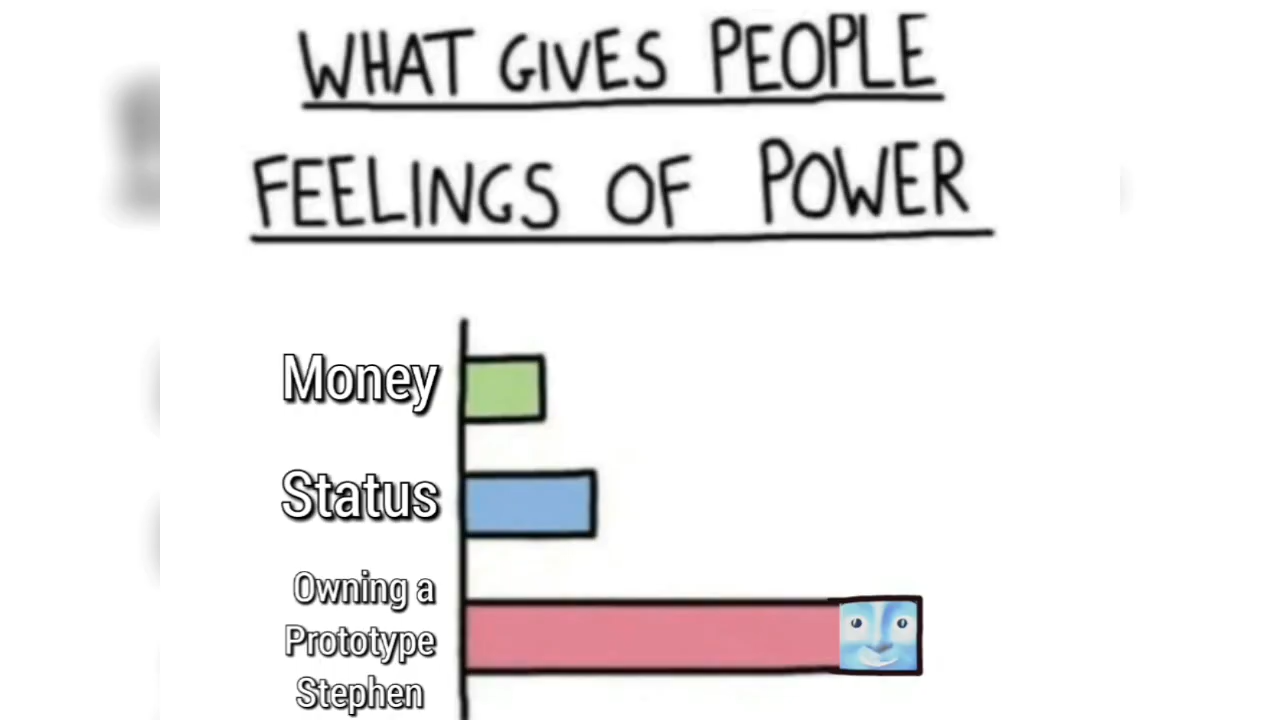 WHAT GIVES PEOPLE
FEELINGS OF POWER
Money
Status
Owning a
Prototype
Stephen